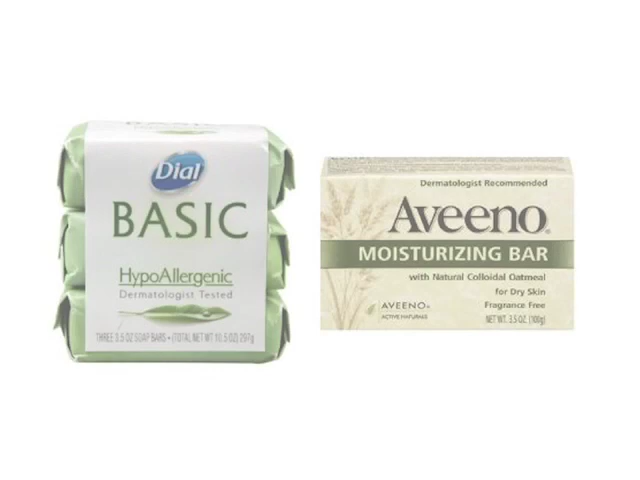 BASIC
Dial
BASIC
HypoAllergenic
Dermatologist Tested
THREE 3.5 OZ SOAP BARS • (TOTAL NET WT 10.5 OZ) 297g
Dermatologist Recommended
Aveeno®
MOISTURIZING BAR
with Natural Colloidal Oatmeal
for Dry Skin
Fragrance Free
AVEENO®
ACTIVE NATURALS
NET WT. 3.5 OZ. (100g)